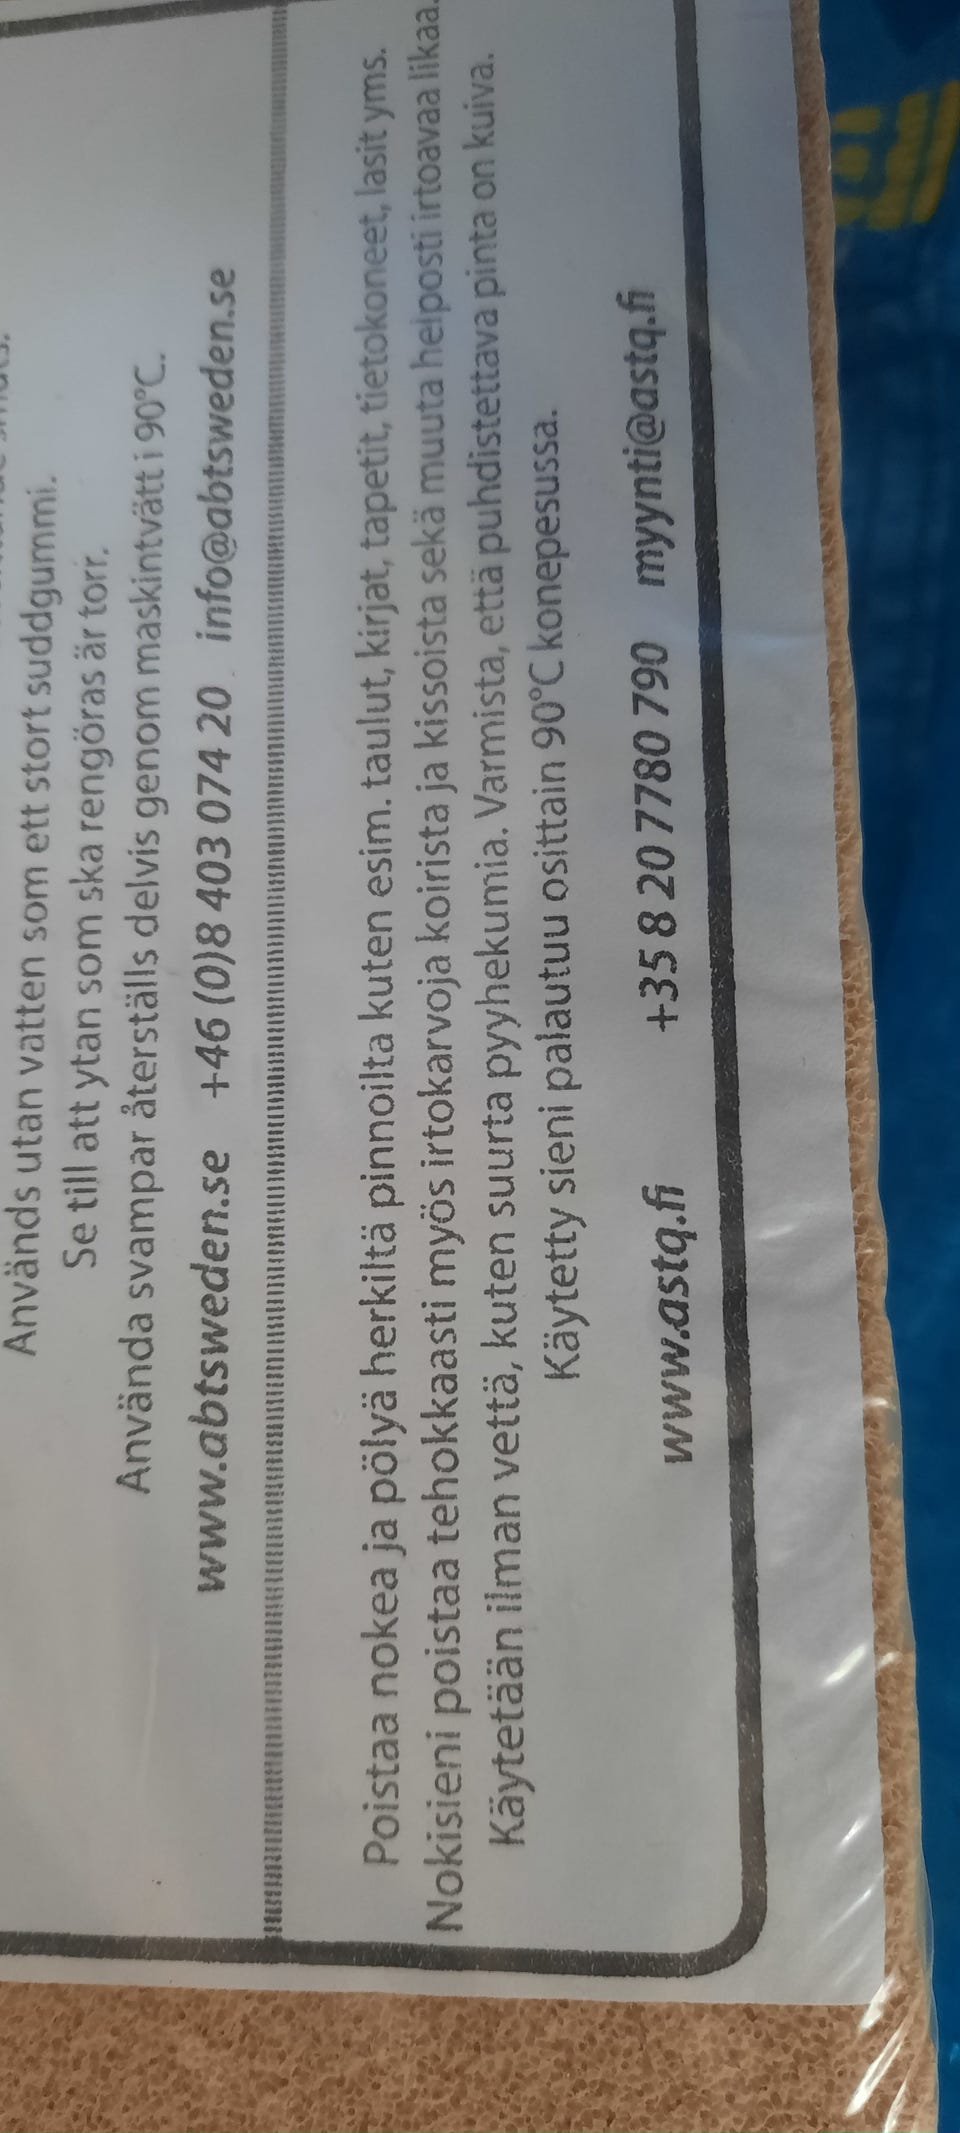 Används utan vatten som ett stort suddgummi.
Se till att ytan som ska rengöras är torr.
Använda svampar återställs delvis genom maskintvätt i 90°C.
www.abtsweden.se +46 (0)8 403 074 20 info@abtsweden.se
Poistaa nokea ja pölyä herkiltä pinnoilta kuten esim. taulut, kirjat, tapetit, tietokoneet, lasit yms.
Nokisieni poistaa tehokkaasti myös irtokarvoja koirista ja kissoista sekä muuta helposti irtoavaa likaa.
Käytetään ilman vettä, kuten suurta pyyhekumia. Varmista, että puhdistettava pinta on kuiva.
Käytetty sieni palautuu osittain 90°C konepesussa.
www.astq.fi +358 20 7780 790 myynti@astq.fi